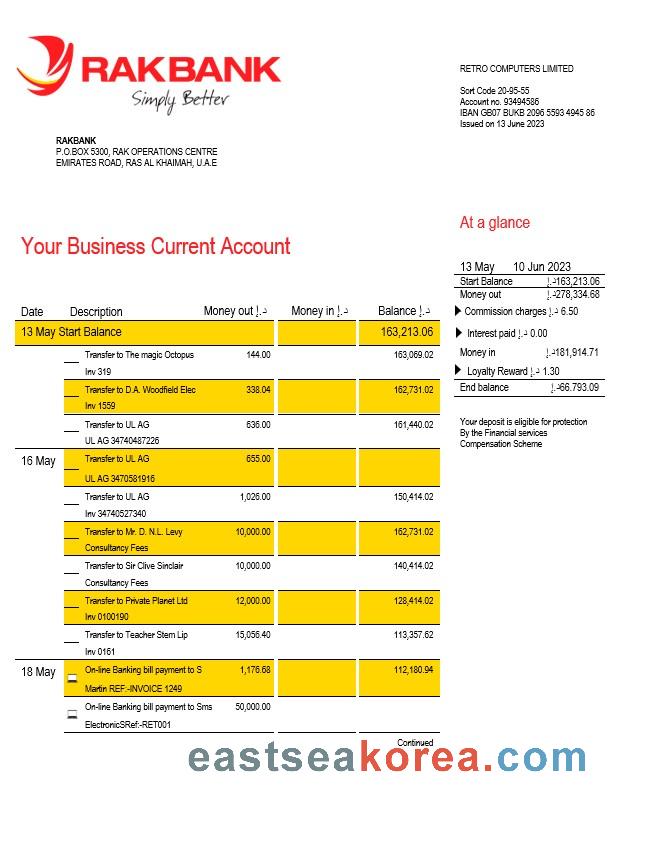 RAKBANK
Simply Better
RETRO COMPUTERS LIMITED
Sort Code 20-95-55
Account no. 93494586
IBAN GB07 BUKB 2096 5593 4945 86
Issued on 13 June 2023
RAKBANK
P.O.BOX 5300, RAK OPERATIONS CENTRE
EMIRATES ROAD, RAS AL KHAIMAH, U.A.E
At a glance
Your Business Current Account
13 May 10 Jun 2023
Start Balance د.إ163,213.06
Money out د.إ278,334.68
Commission charges د.إ 6.50
Interest paid د.إ 0.00
Money in د.إ181,914.71
Loyalty Reward د.إ 1.30
End balance د.إ66.793.09
Your deposit is eligible for protection
By the Financial services
Compensation Scheme
Date Description Money out د.إ Money in د.إ Balance د.إ
13 May Start Balance 163,213.06
Transfer to The magic Octopus 144.00 163,069.02
Inv 319
Transfer to D.A. Woodfield Elec 338.04 162,731.02
Inv 1559
Transfer to UL AG 636.00 161,440.02
UL AG 34740487226
16 May Transfer to UL AG 655.00
UL AG 3470581916
Transfer to UL AG 1,026.00 150,414.02
Inv 34740527340
Transfer to Mr. D. N.L. Levy 10,000.00 162,731.02
Consultancy Fees
Transfer to Sir Clive Sinclair 10,000.00 140,414.02
Consultancy Fees
Transfer to Private Planet Ltd 12,000.00 128,414.02
Inv 0100190
Transfer to Teacher Stem Lip 15,056.40 113,357.62
Inv 0161
18 May On-line Banking bill payment to S 1,176.68 112,180.94
Martin REF:-INVOICE 1249
On-line Banking bill payment to Sms 50,000.00
ElectronicSRef:-RET001
Continued
eastseakorea.com